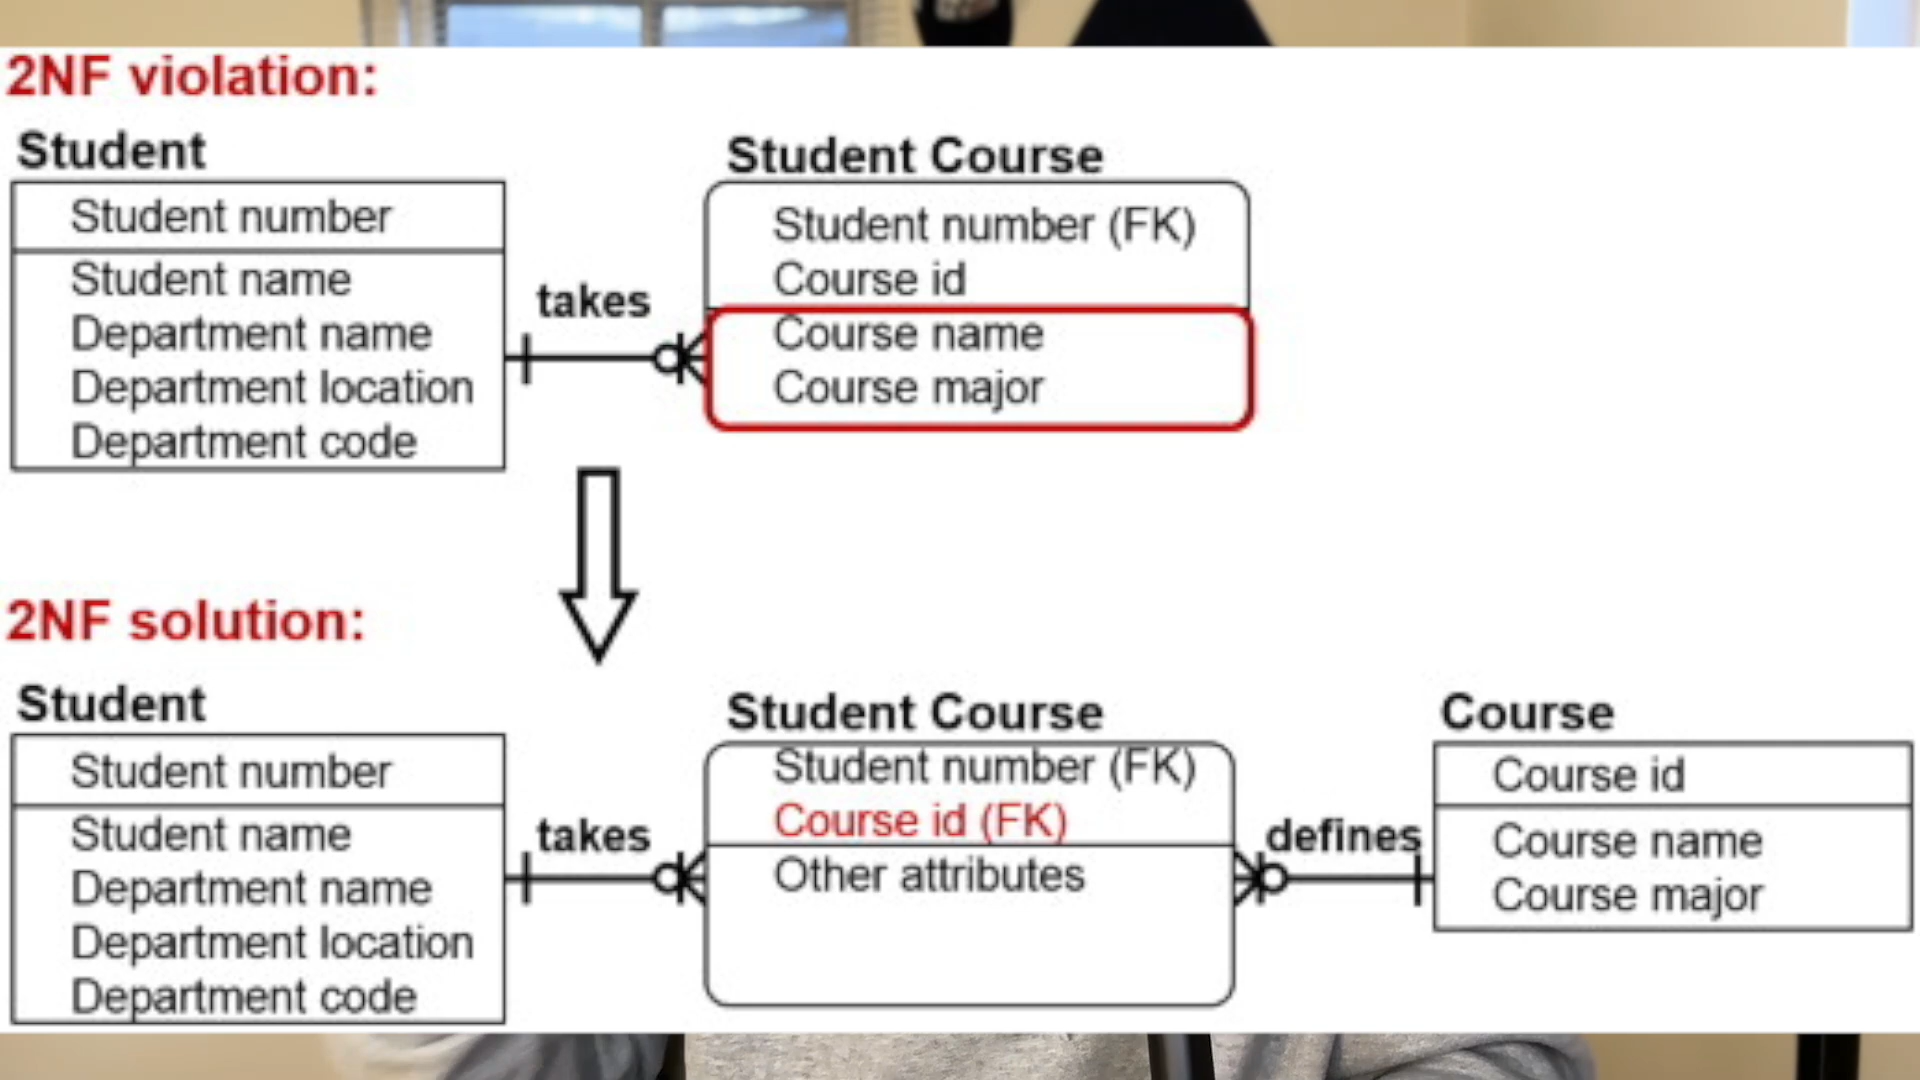 2NF violation:
Student
Student number
Student name
Department name
Department location
Department code
takes
Student Course
Student number (FK)
Course id
Course name
Course major
2NF solution:
Student
Student number
Student name
Department name
Department location
Department code
takes
Student Course
Student number (FK)
Course id (FK)
Other attributes
defines
Course
Course id
Course name
Course major